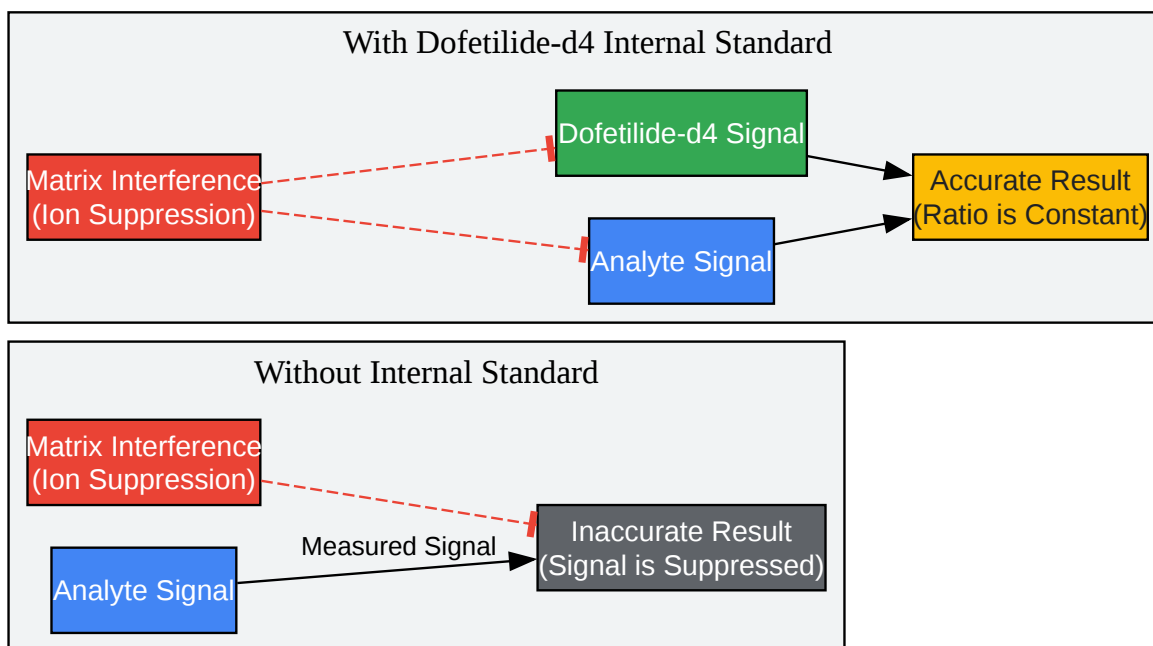 With Dofetilide-d4 Internal Standard
Dofetilide-d4 Signal
Matrix Interference
(Ion Suppression)
Accurate Result
(Ratio is Constant)
Analyte Signal
Without Internal Standard
Matrix Interference
(Ion Suppression)
Measured Signal
Inaccurate Result
(Signal is Suppressed)
Analyte Signal